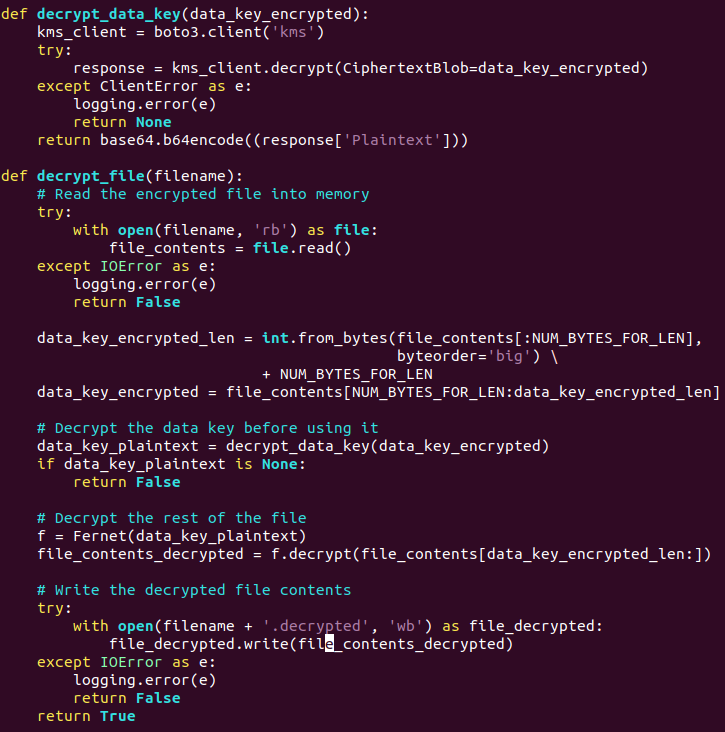 def decrypt_data_key(data_key_encrypted):
    kms_client = boto3.client('kms')
    try:
        response = kms_client.decrypt(CiphertextBlob=data_key_encrypted)
    except ClientError as e:
        logging.error(e)
        return None
    return base64.b64encode((response['Plaintext']))

def decrypt_file(filename):
    # Read the encrypted file into memory
    try:
        with open(filename, 'rb') as file:
            file_contents = file.read()
    except IOError as e:
        logging.error(e)
        return False

    data_key_encrypted_len = int.from_bytes(file_contents[:NUM_BYTES_FOR_LEN],
                                            byteorder='big') \
                             + NUM_BYTES_FOR_LEN
    data_key_encrypted = file_contents[NUM_BYTES_FOR_LEN:data_key_encrypted_len]

    # Decrypt the data key before using it
    data_key_plaintext = decrypt_data_key(data_key_encrypted)
    if data_key_plaintext is None:
        return False

    # Decrypt the rest of the file
    f = Fernet(data_key_plaintext)
    file_contents_decrypted = f.decrypt(file_contents[data_key_encrypted_len:])

    # Write the decrypted file contents
    try:
        with open(filename + '.decrypted', 'wb') as file_decrypted:
            file_decrypted.write(file_contents_decrypted)
    except IOError as e:
        logging.error(e)
        return False
    return True